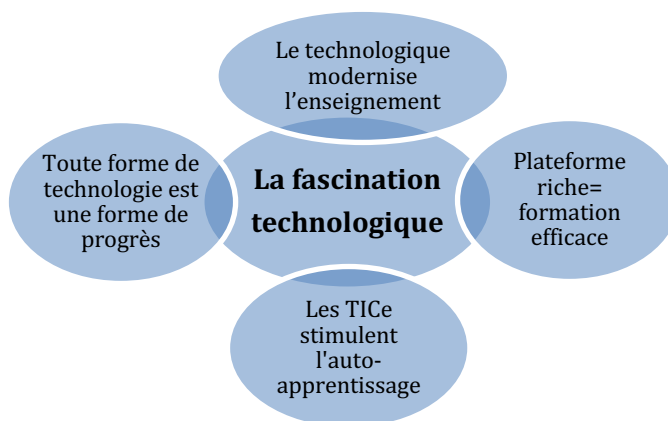 Le technologique
modernise
l’enseignement
Toute forme de
technologie est
une forme de
progrès
La fascination
technologique
Plateforme
riche=
formation
efficace
Les TICe
stimulent
l'auto-
apprentissage